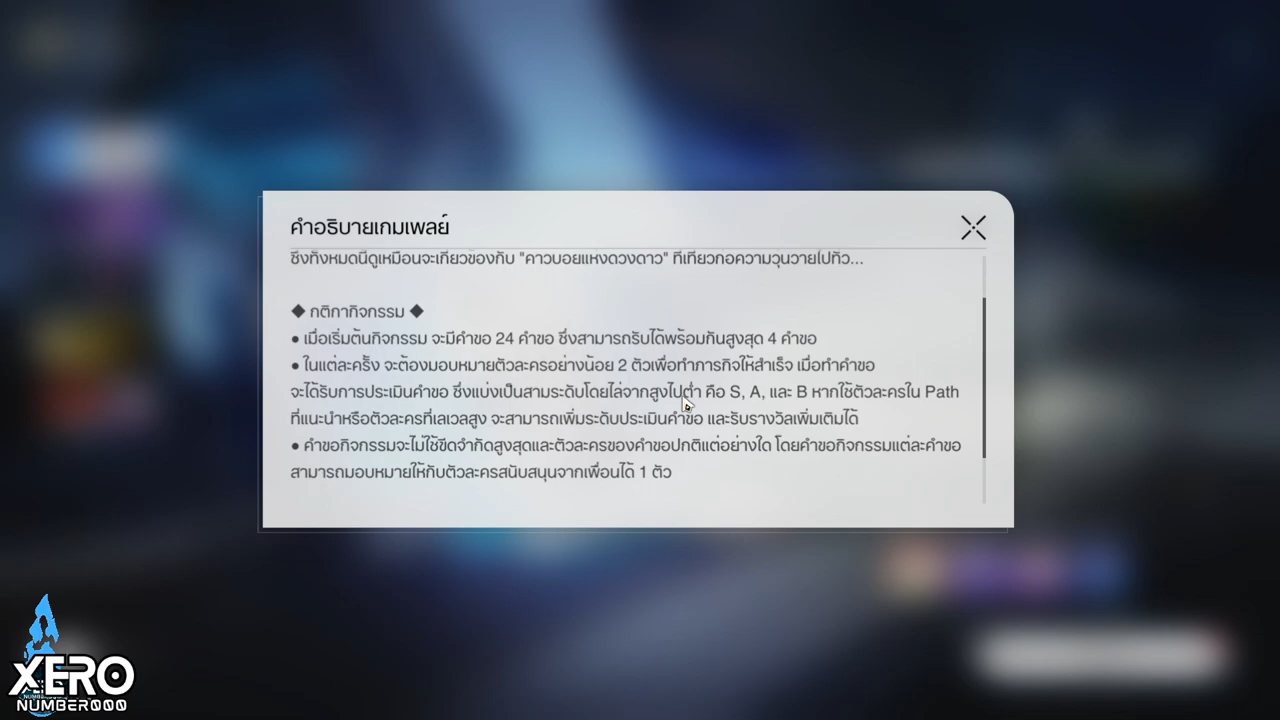 คำอธิบายเกมเพลย์
ซึ่งทั้งหมดนี้ดูเหมือนจะเกี่ยวข้องกับ "คาวบอยแห่งดวงดาว" ที่เที่ยวก่อความวุ่นวายไปทั่ว...
◆ กติกากิจกรรม ◆
● เมื่อเริ่มต้นกิจกรรม จะมีคำขอ 24 คำขอ ซึ่งสามารถรับได้พร้อมกันสูงสุด 4 คำขอ
● ในแต่ละครั้ง จะต้องมอบหมายตัวละครอย่างน้อย 2 ตัวเพื่อทำภารกิจให้สำเร็จ เมื่อทำคำขอ
จะได้รับการประเมินคำขอ ซึ่งแบ่งเป็นสามระดับโดยไล่จากสูงไปต่ำ คือ S, A, และ B หากใช้ตัวละครใน Path
ที่แนะนำหรือตัวละครที่เลเวลสูง จะสามารถเพิ่มระดับประเมินคำขอ และรับรางวัลเพิ่มเติมได้
● คำขอกิจกรรมจะไม่ใช้ขีดจำกัดสูงสุดและตัวละครของคำขอปกติแต่อย่างใด โดยคำขอกิจกรรมแต่ละคำขอ
สามารถมอบหมายให้กับตัวละครสนับสนุนจากเพื่อนได้ 1 ตัว
XERO
NUMBER000